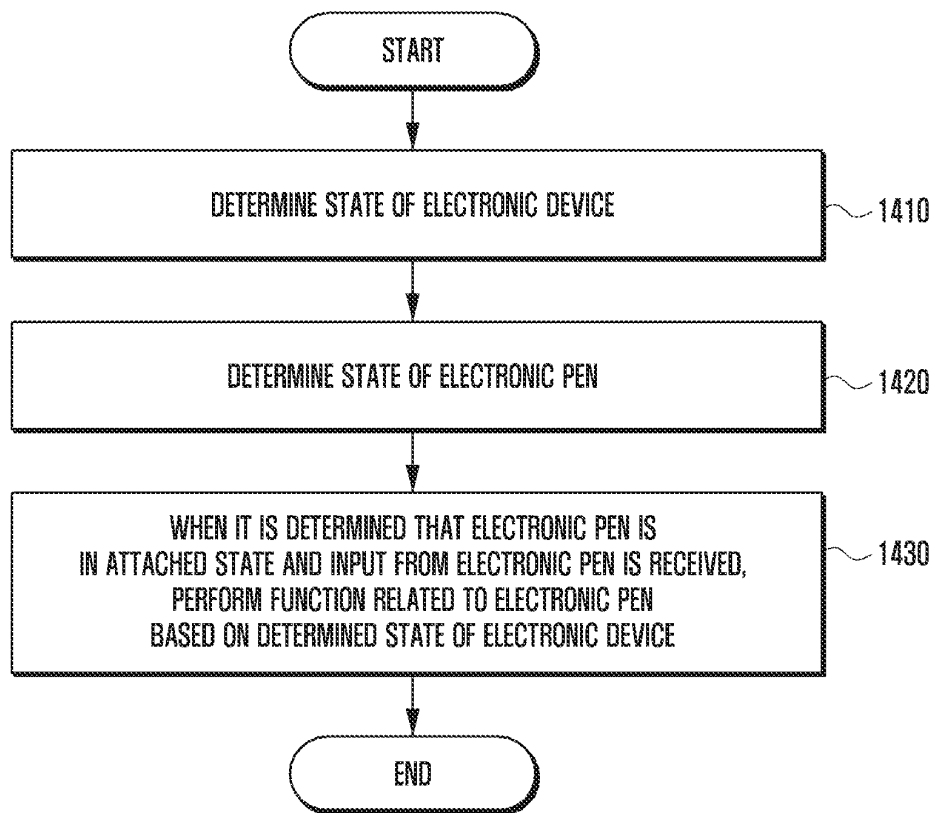 START
DETERMINE STATE OF ELECTRONIC DEVICE
1410
DETERMINE STATE OF ELECTRONIC PEN
1420
WHEN IT IS DETERMINED THAT ELECTRONIC PEN IS
IN ATTACHED STATE AND INPUT FROM ELECTRONIC PEN IS RECEIVED,
PERFORM FUNCTION RELATED TO ELECTRONIC PEN
BASED ON DETERMINED STATE OF ELECTRONIC DEVICE
1430
END